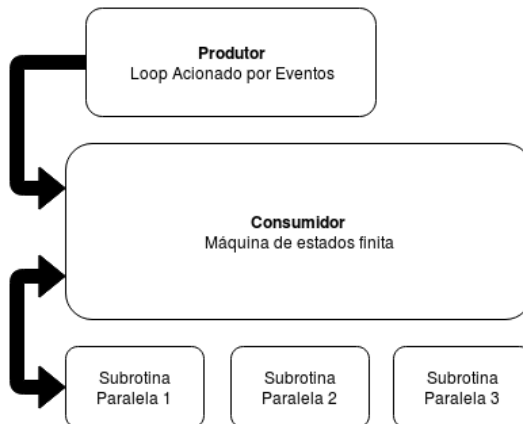 Produtor
Loop Acionado por Eventos
Consumidor
Máquina de estados finita
Subrotina
Paralela 1
Subrotina
Paralela 2
Subrotina
Paralela 3